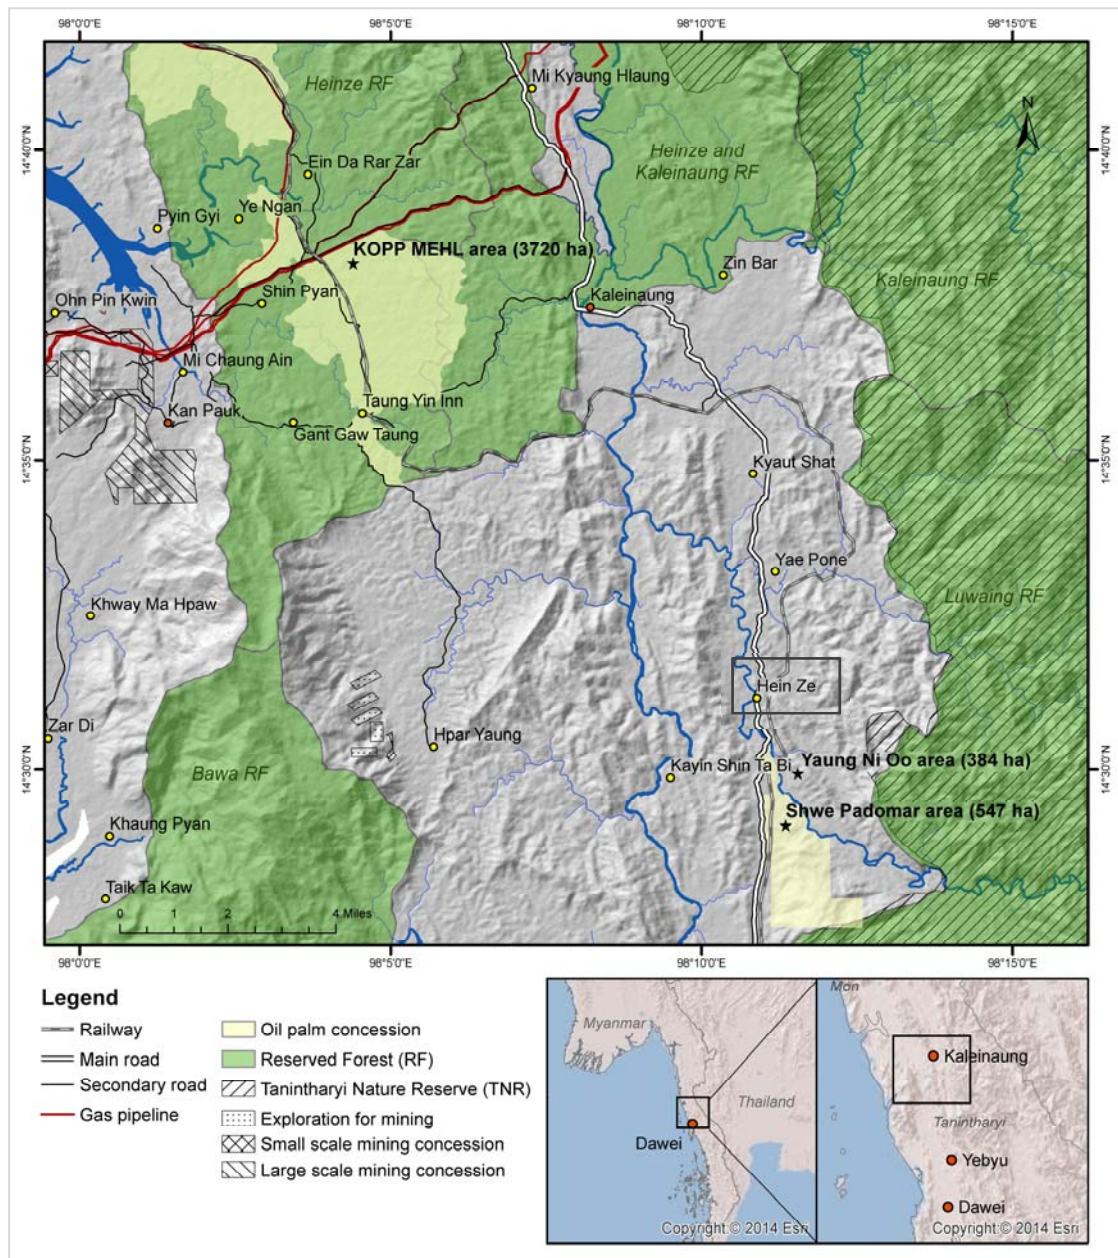 98°0'0"E 98°5'0"E 98°10'0"E 98°15'0"E
Mi Kyaung Hlaung
Heinze RF
N
14°40'0"N 14°40'0"N
Heinze and
Kaleinaung RF
Ein Da Rar Zar
Ye Ngan
Pyin Gyi
KOPP MEHL area (3720 ha)
Zin Bar
Kaleinaung RF
Shin Pyan
Kaleinaung
Ohn Pin Kwin
Mi Chaung Ain
Taung Yin Inn
Kan Pauk
Gant Gaw Taung
14°35'0"N 14°35'0"N
Kyaut Shat
Yae Pone
Luwaing RF
Khway Ma Hpaw
Hein Ze
Zar Di
Hpar Yaung
Bawa RF
Kayin Shin Ta Bi
Yaung Ni Oo area (384 ha)
14°30'0"N 14°30'0"N
Shwe Padomar area (547 ha)
Khaung Pyan
Taik Ta Kaw
0 1 2 4 Miles
98°0'0"E 98°5'0"E 98°10'0"E 98°15'0"E
Legend
Railway
Main road
Secondary road
Gas pipeline
Oil palm concession
Reserved Forest (RF)
Tanintharyi Nature Reserve (TNR)
Exploration for mining
Small scale mining concession
Large scale mining concession
Myanmar
Thailand
Dawei
Copyright:© 2014 Esri
Mon
Kaleinaung
Tanintharyi
Yebyu
Dawei
Copyright:© 2014 Esri